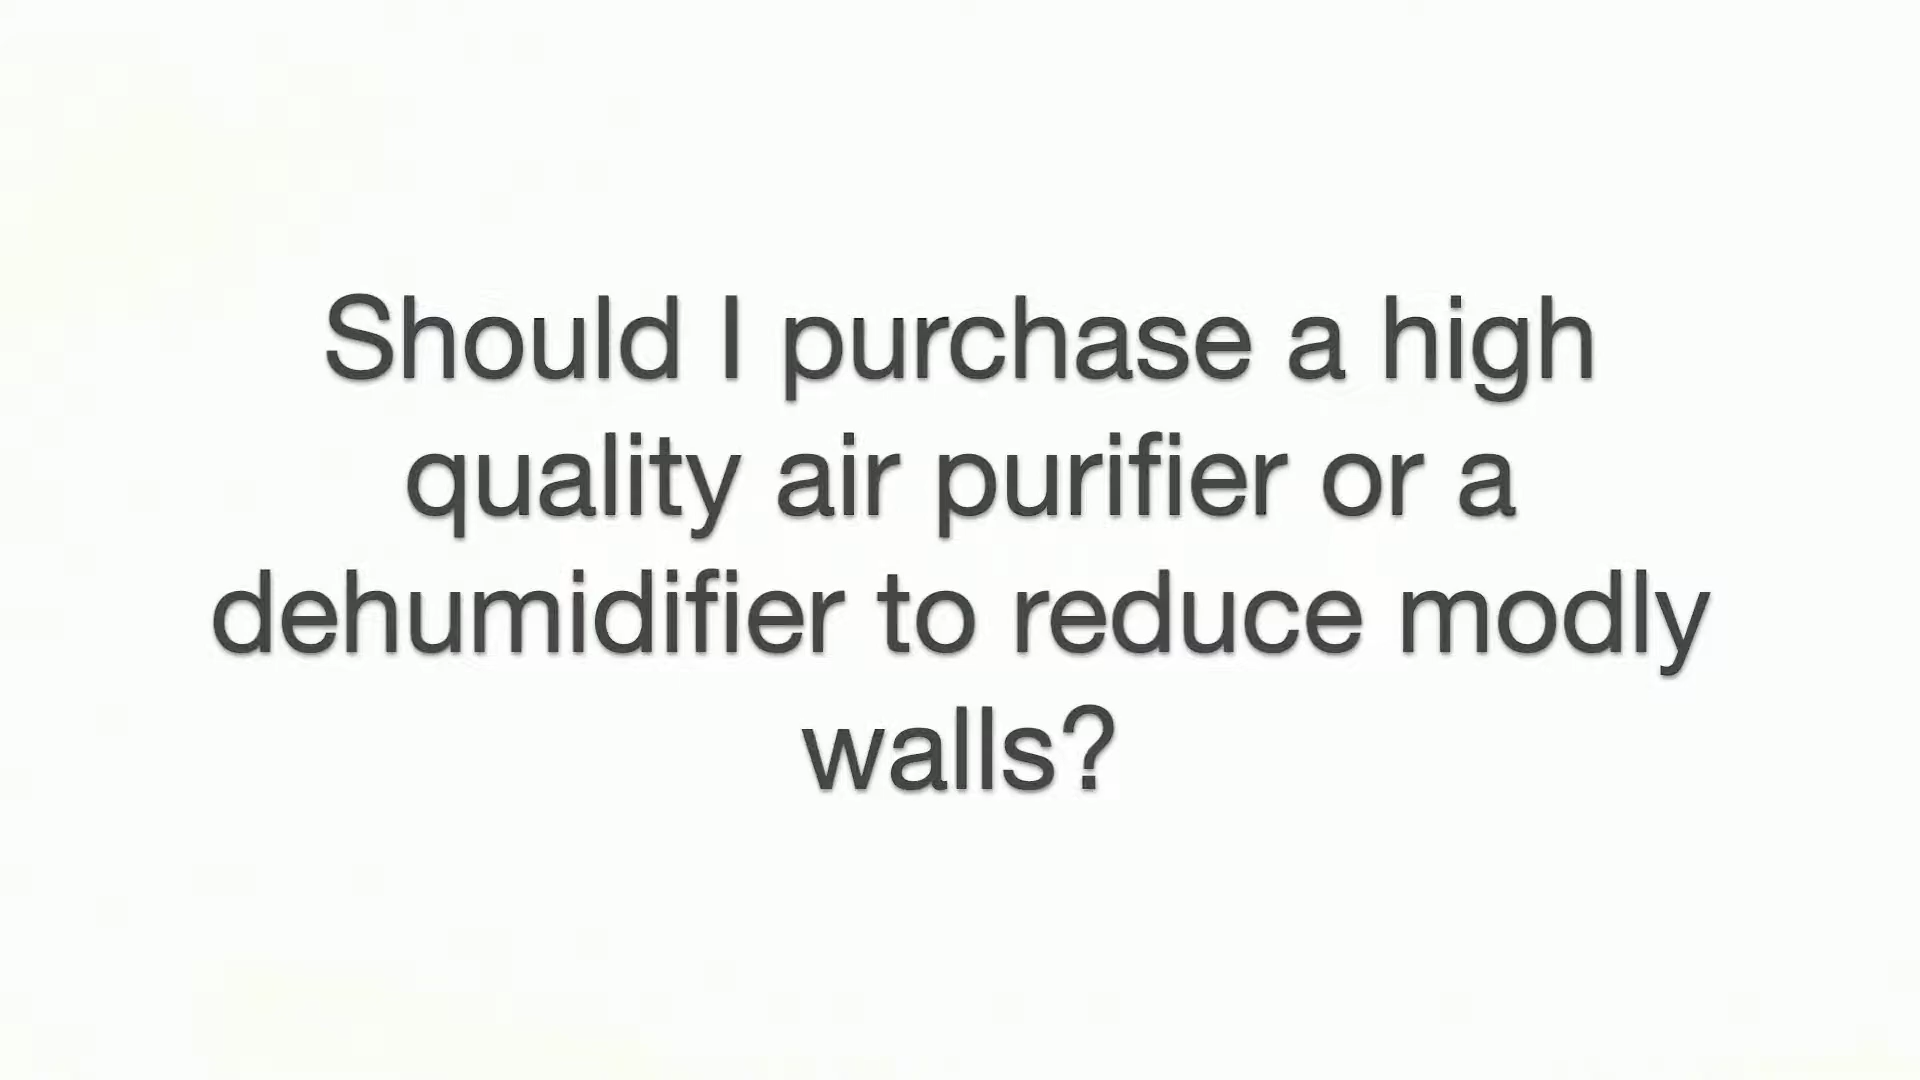 Should I purchase a high
quality air purifier or a
dehumidifier to reduce modly
walls?